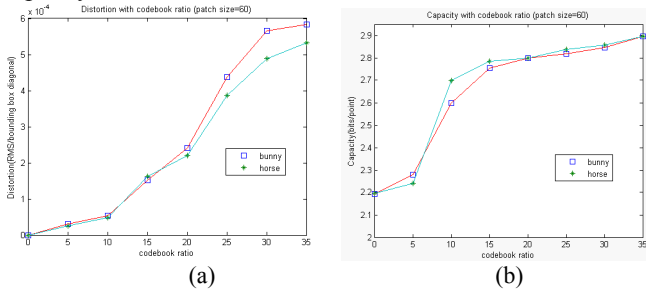 Distortion with codebook ratio (patch size=60)
x 10-4
6
5
4
3
2
1
0
0 5 10 15 20 25 30 35
Distortion(RMS/bounding box diagonal)
codebook ratio
bunny
horse
(a)
Capacity with codebook ratio (patch size=60)
3
2.9
2.8
2.7
2.6
2.5
2.4
2.3
2.2
2.1
2
0 5 10 15 20 25 30 35
Capacity(bits/point)
codebook ratio
bunny
horse
(b)